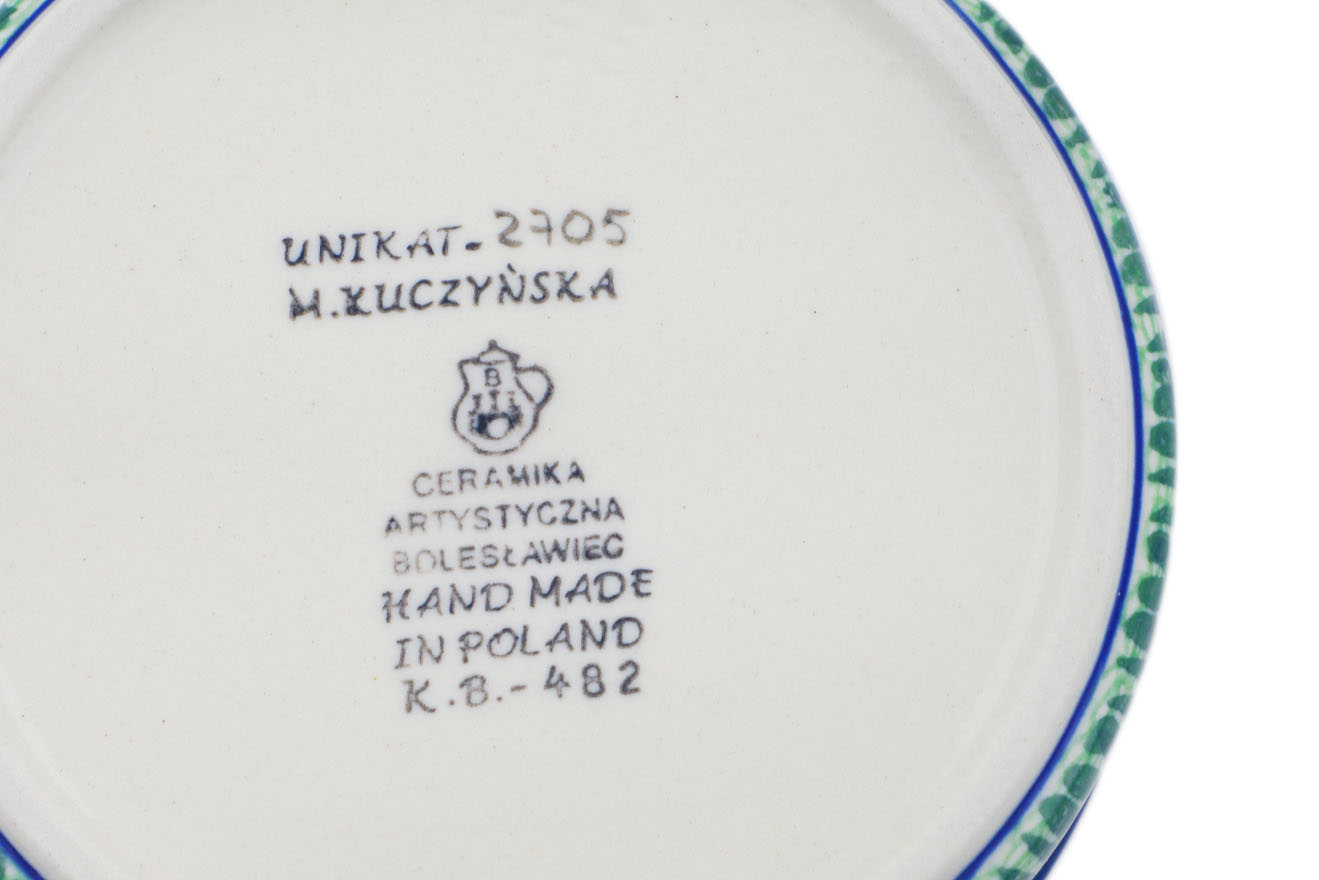 UNIKAT-2705
M.KUCZYŃSKA
B
CERAMIKA
ARTYSTYCZNA
BOLESŁAWIEC
HAND MADE
IN POLAND
K.B.-482